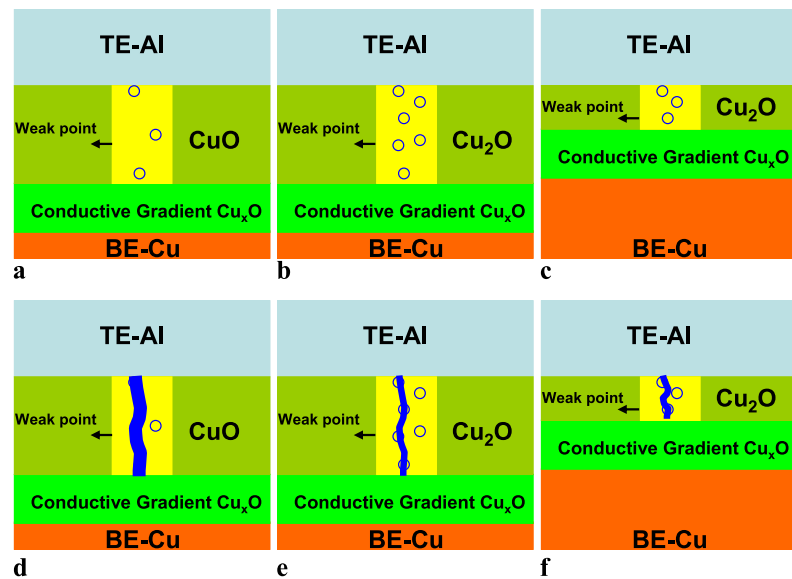 TE-Al
Weak point
CuO
Conductive Gradient CuₓO
BE-Cu
a
TE-Al
Weak point
Cu₂O
Conductive Gradient CuₓO
BE-Cu
b
TE-Al
Weak point
Cu₂O
Conductive Gradient CuₓO
BE-Cu
c
TE-Al
Weak point
CuO
Conductive Gradient CuₓO
BE-Cu
d
TE-Al
Weak point
Cu₂O
Conductive Gradient CuₓO
BE-Cu
e
TE-Al
Weak point
Cu₂O
Conductive Gradient CuₓO
BE-Cu
f